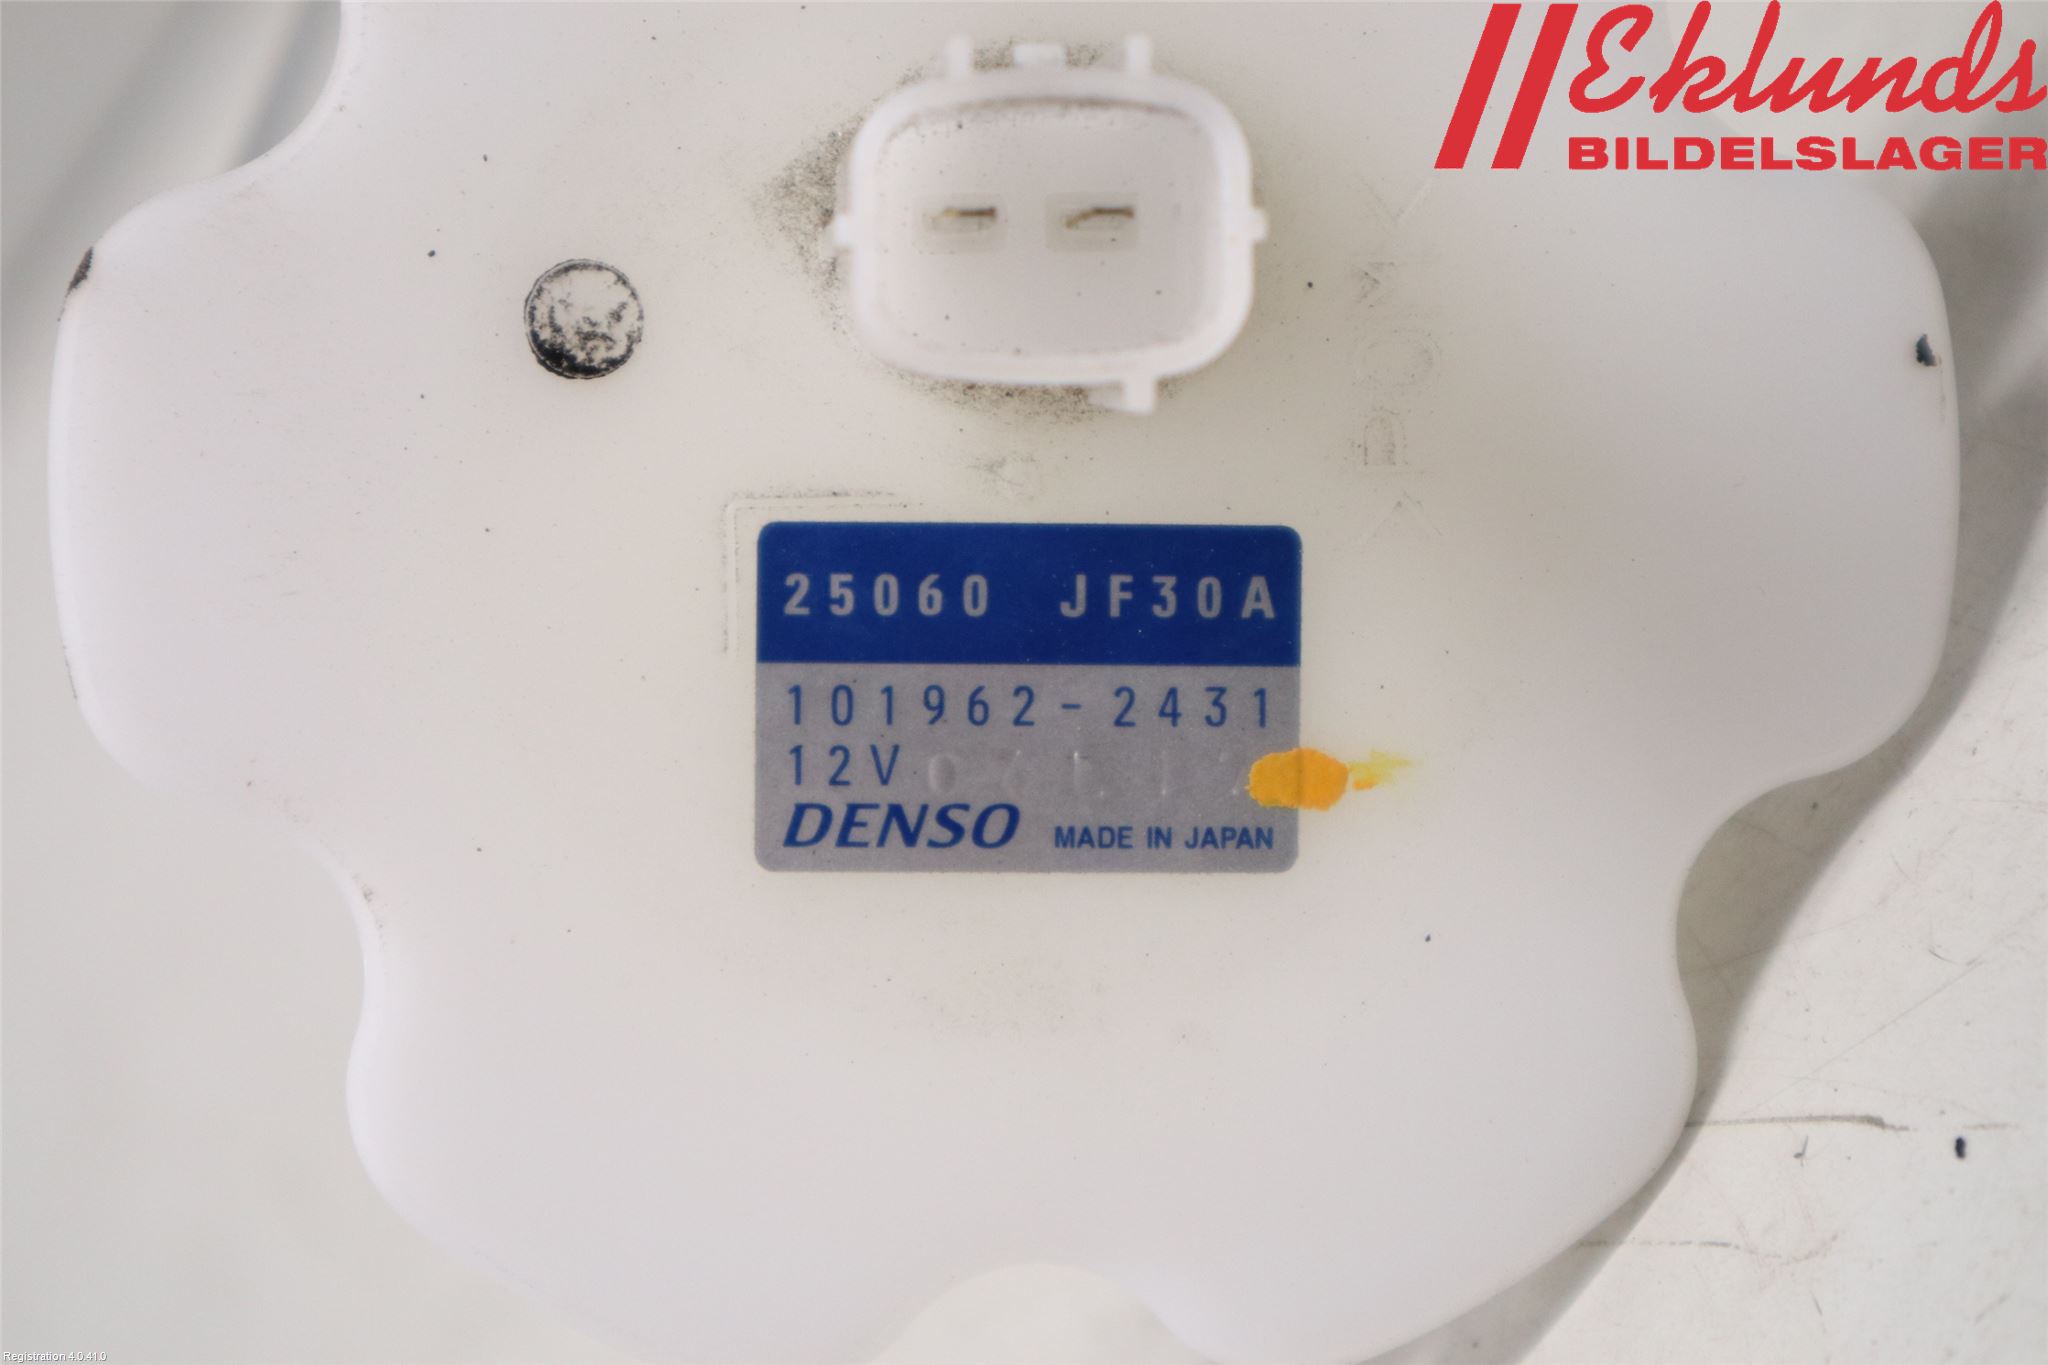 Eklunds
BILDELSLAGER
25060 JF30A
101962-2431
12V
DENSO MADE IN JAPAN
Registration 4.0.41.0